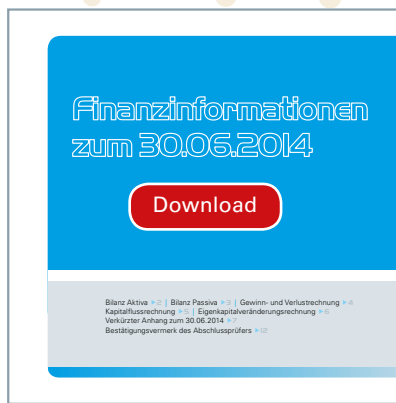 Finanzinformationen
zum 30.06.2014
Download
Bilanz Aktiva ►2 | Bilanz Passiva ►3 | Gewinn- und Verlustrechnung ►4
Kapitalflussrechnung ►5 | Eigenkapitalveränderungsrechnung ►6
Verkürzter Anhang zum 30.06.2014 ►7
Bestätigungsvermerk des Abschlussprüfers ►12